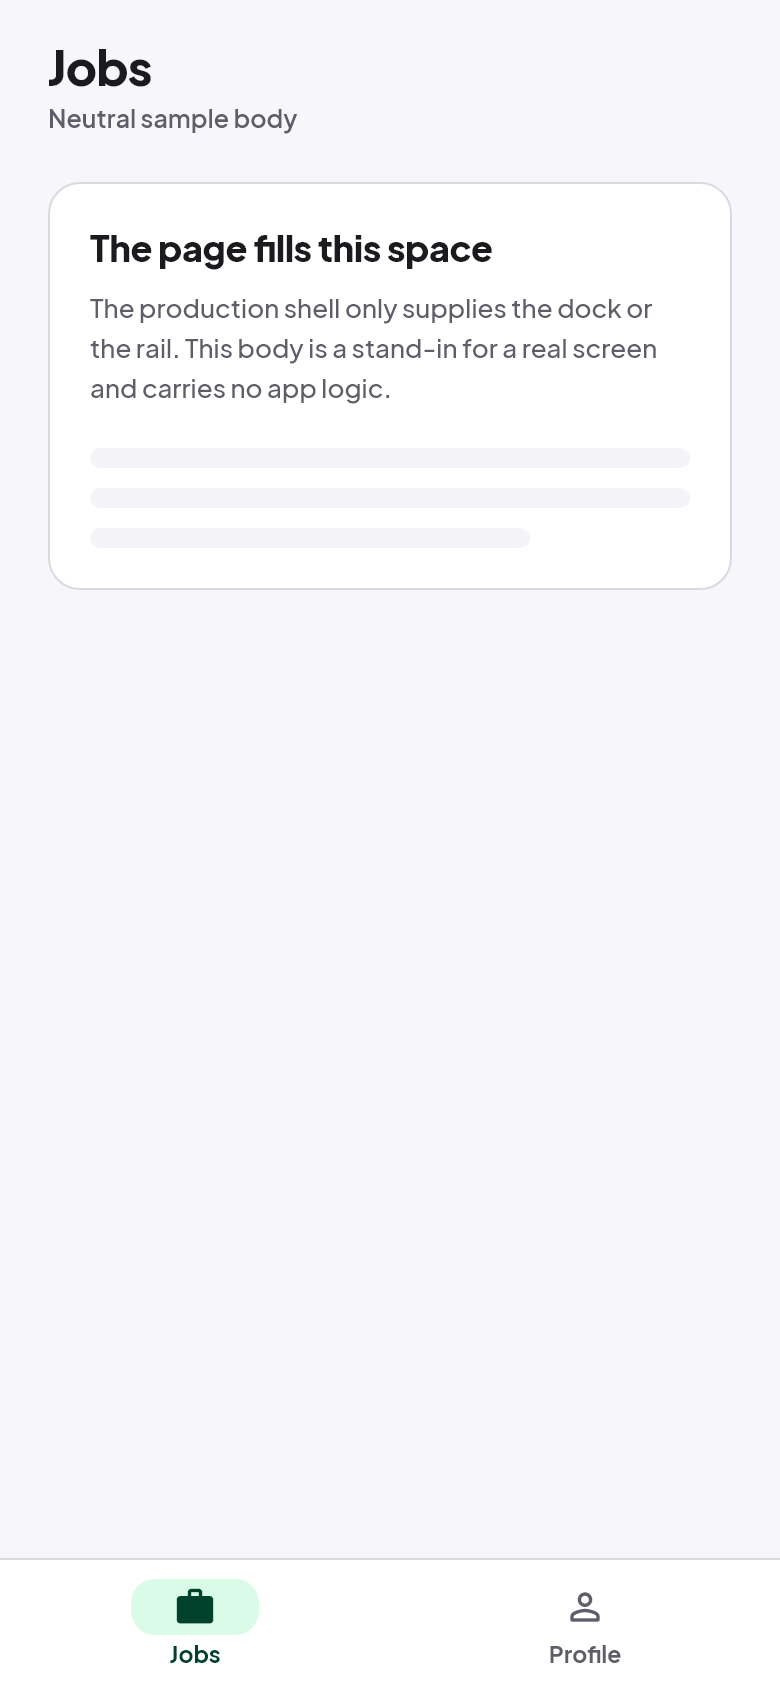 Jobs
Neutral sample body
The page fills this space
The production shell only supplies the dock or
the rail. This body is a stand-in for a real screen
and carries no app logic.
Jobs
Profile